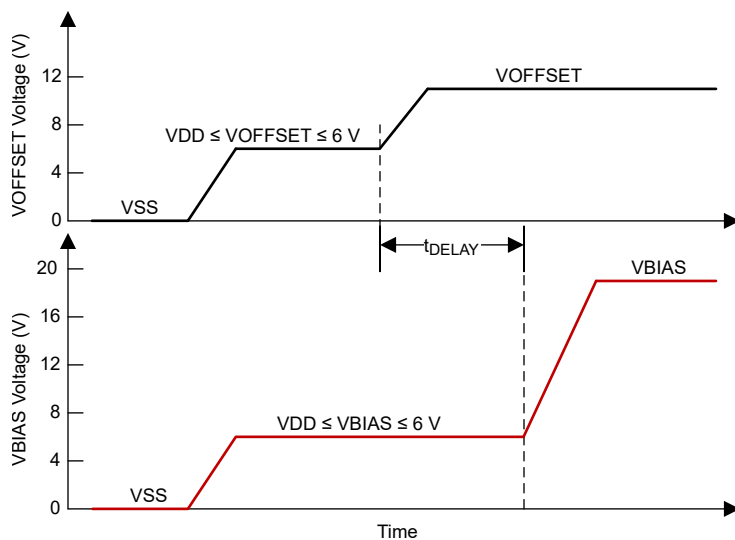 VOFFSET Voltage (V)
12
8
4
0
VOFFSET
VDD ≤ VOFFSET ≤ 6 V
VSS
tDELAY
VBIAS Voltage (V)
20
16
12
8
4
0
VBIAS
VDD ≤ VBIAS ≤ 6 V
VSS
Time